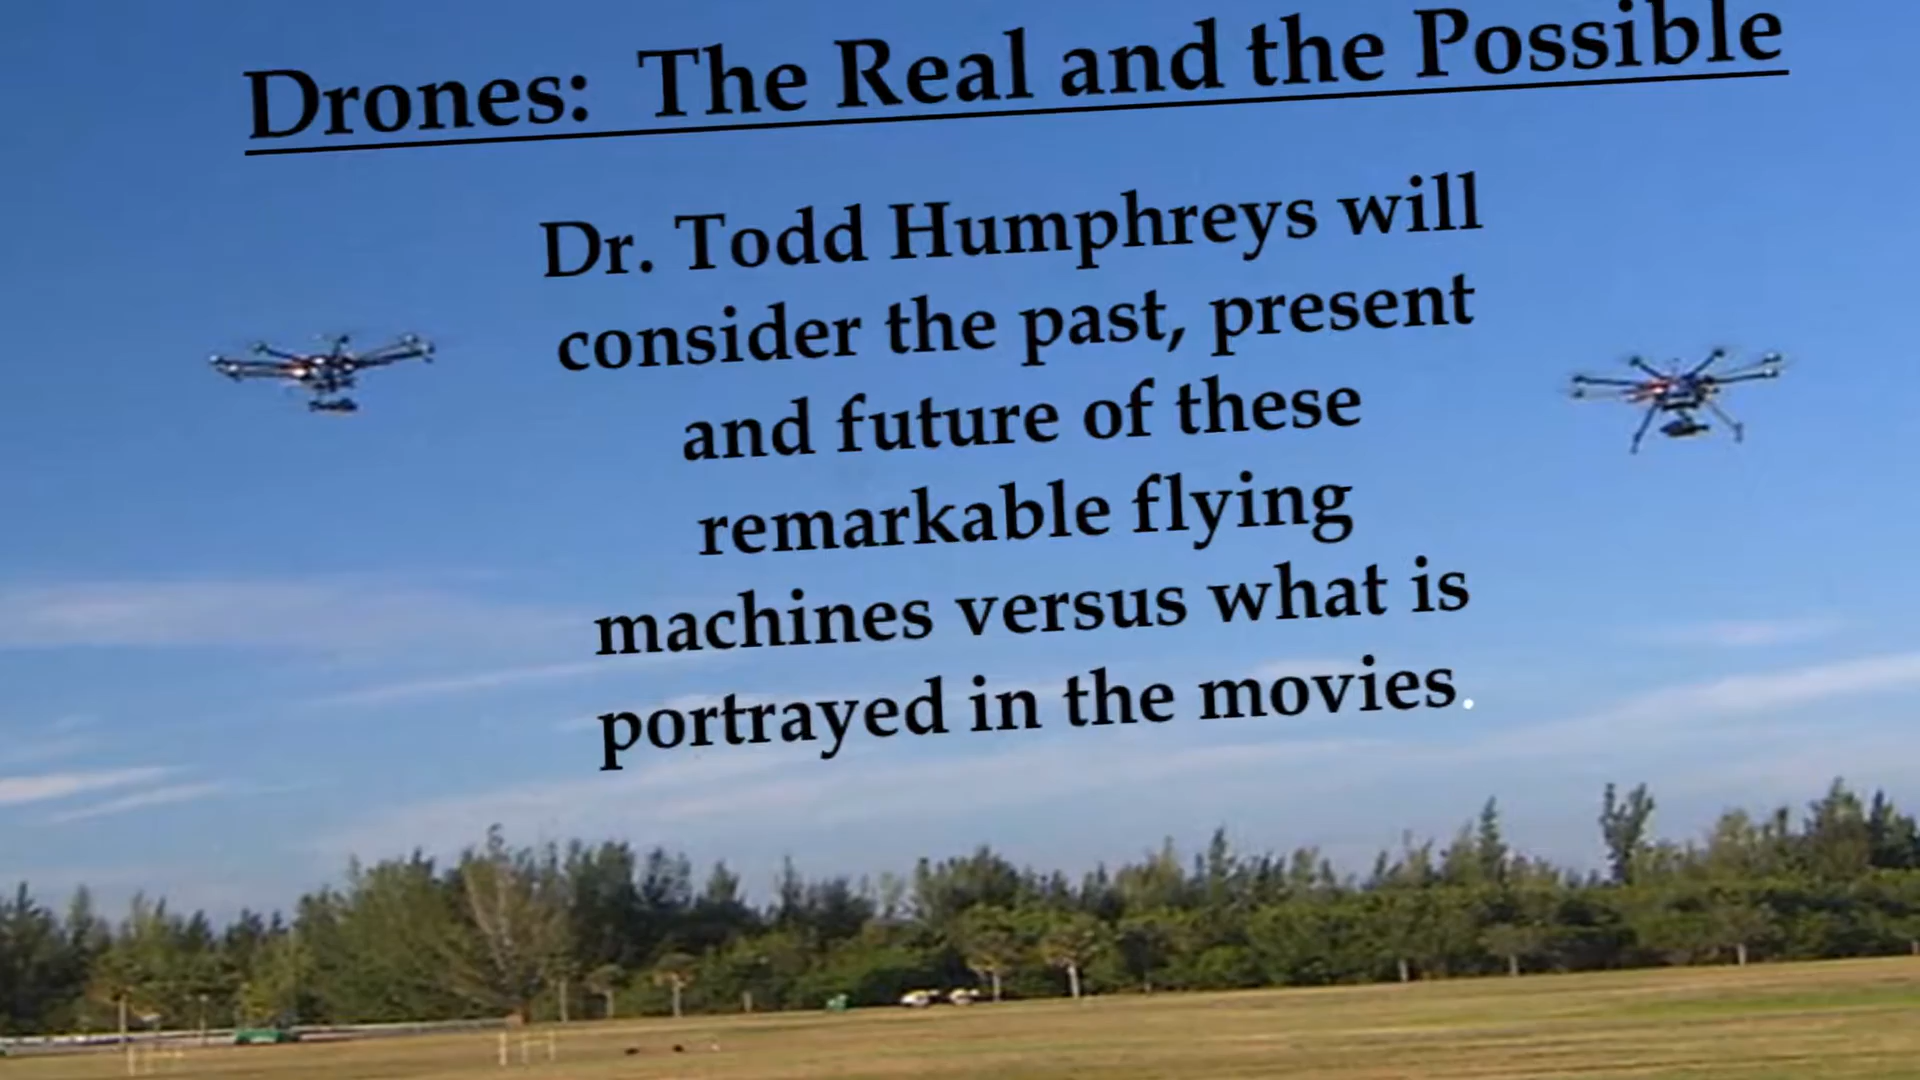 Drones: The Real and the Possible
Dr. Todd Humphreys will
consider the past, present
and future of these
remarkable flying
machines versus what is
portrayed in the movies.